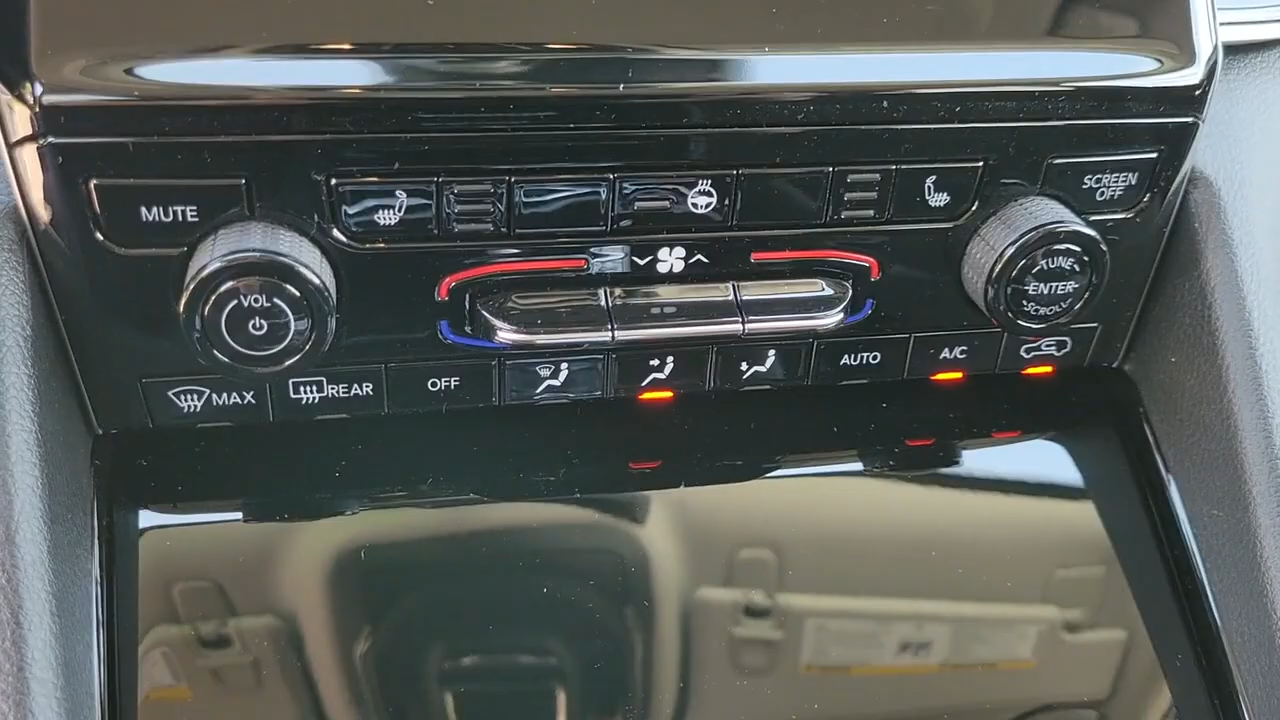 MUTE
SCREEN
OFF
VOL
TUNE
ENTER
SCROLL
MAX
REAR
OFF
AUTO
A/C